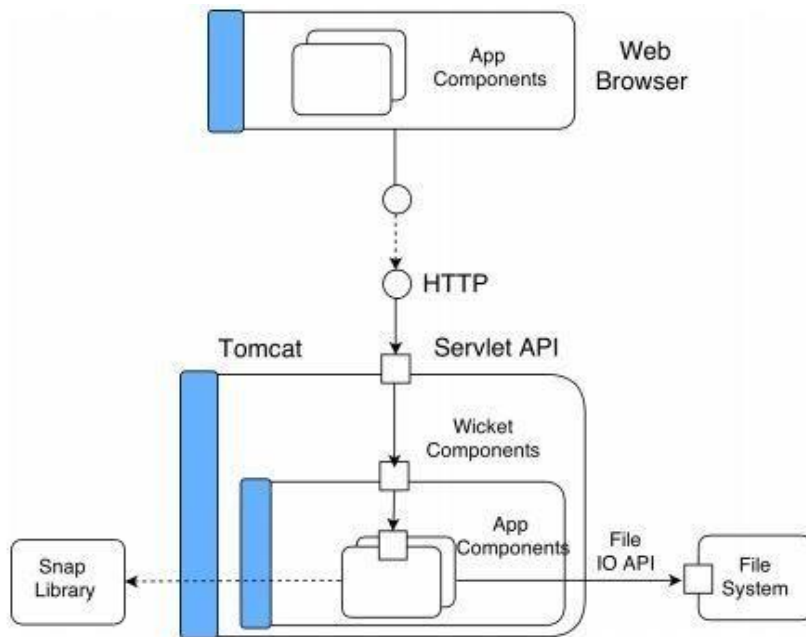 App
Components
Web
Browser
HTTP
Tomcat
Servlet API
Wicket
Components
App
Components
File
IO API
Snap
Library
File
System